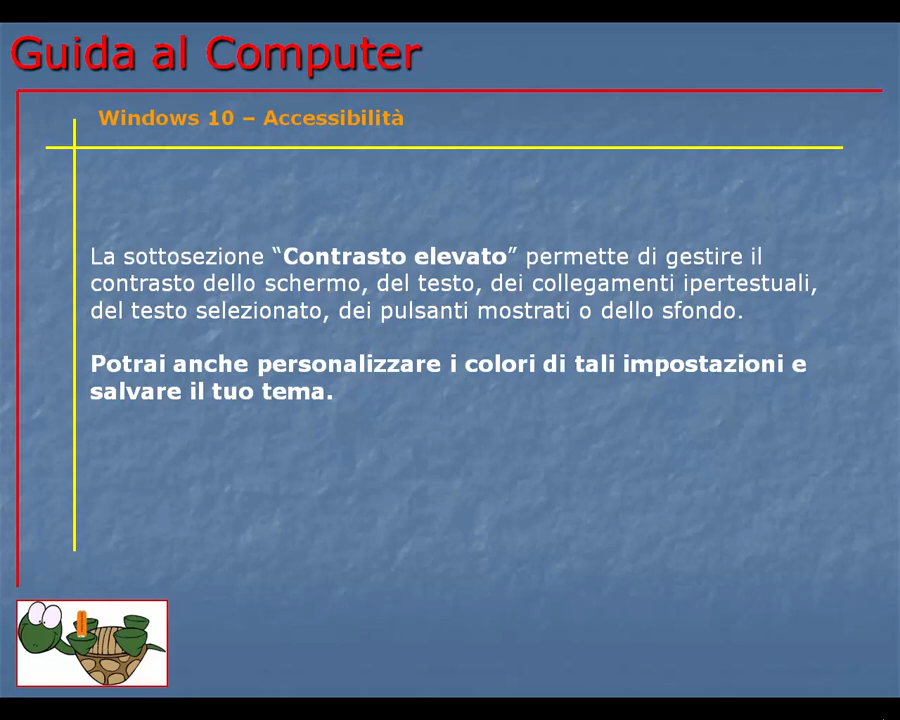 Guida al Computer
Windows 10 – Accessibilità
La sottosezione “Contrasto elevato” permette di gestire il
contrasto dello schermo, del testo, dei collegamenti ipertestuali,
del testo selezionato, dei pulsanti mostrati o dello sfondo.
Potrai anche personalizzare i colori di tali impostazioni e
salvare il tuo tema.